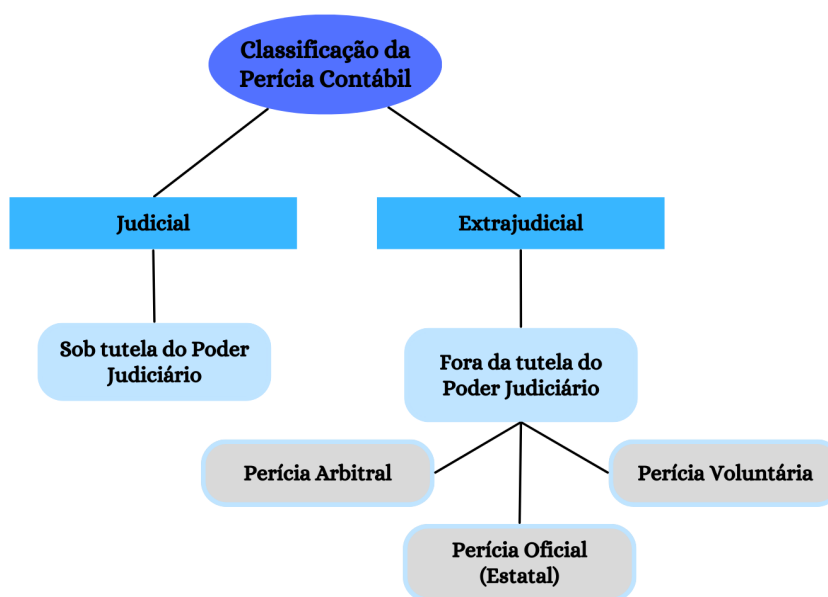 Classificação da
Perícia Contábil
Judicial
Extrajudicial
Sob tutela do Poder
Judiciário
Fora da tutela do
Poder Judiciário
Perícia Arbitral
Perícia Voluntária
Perícia Oficial
(Estatal)